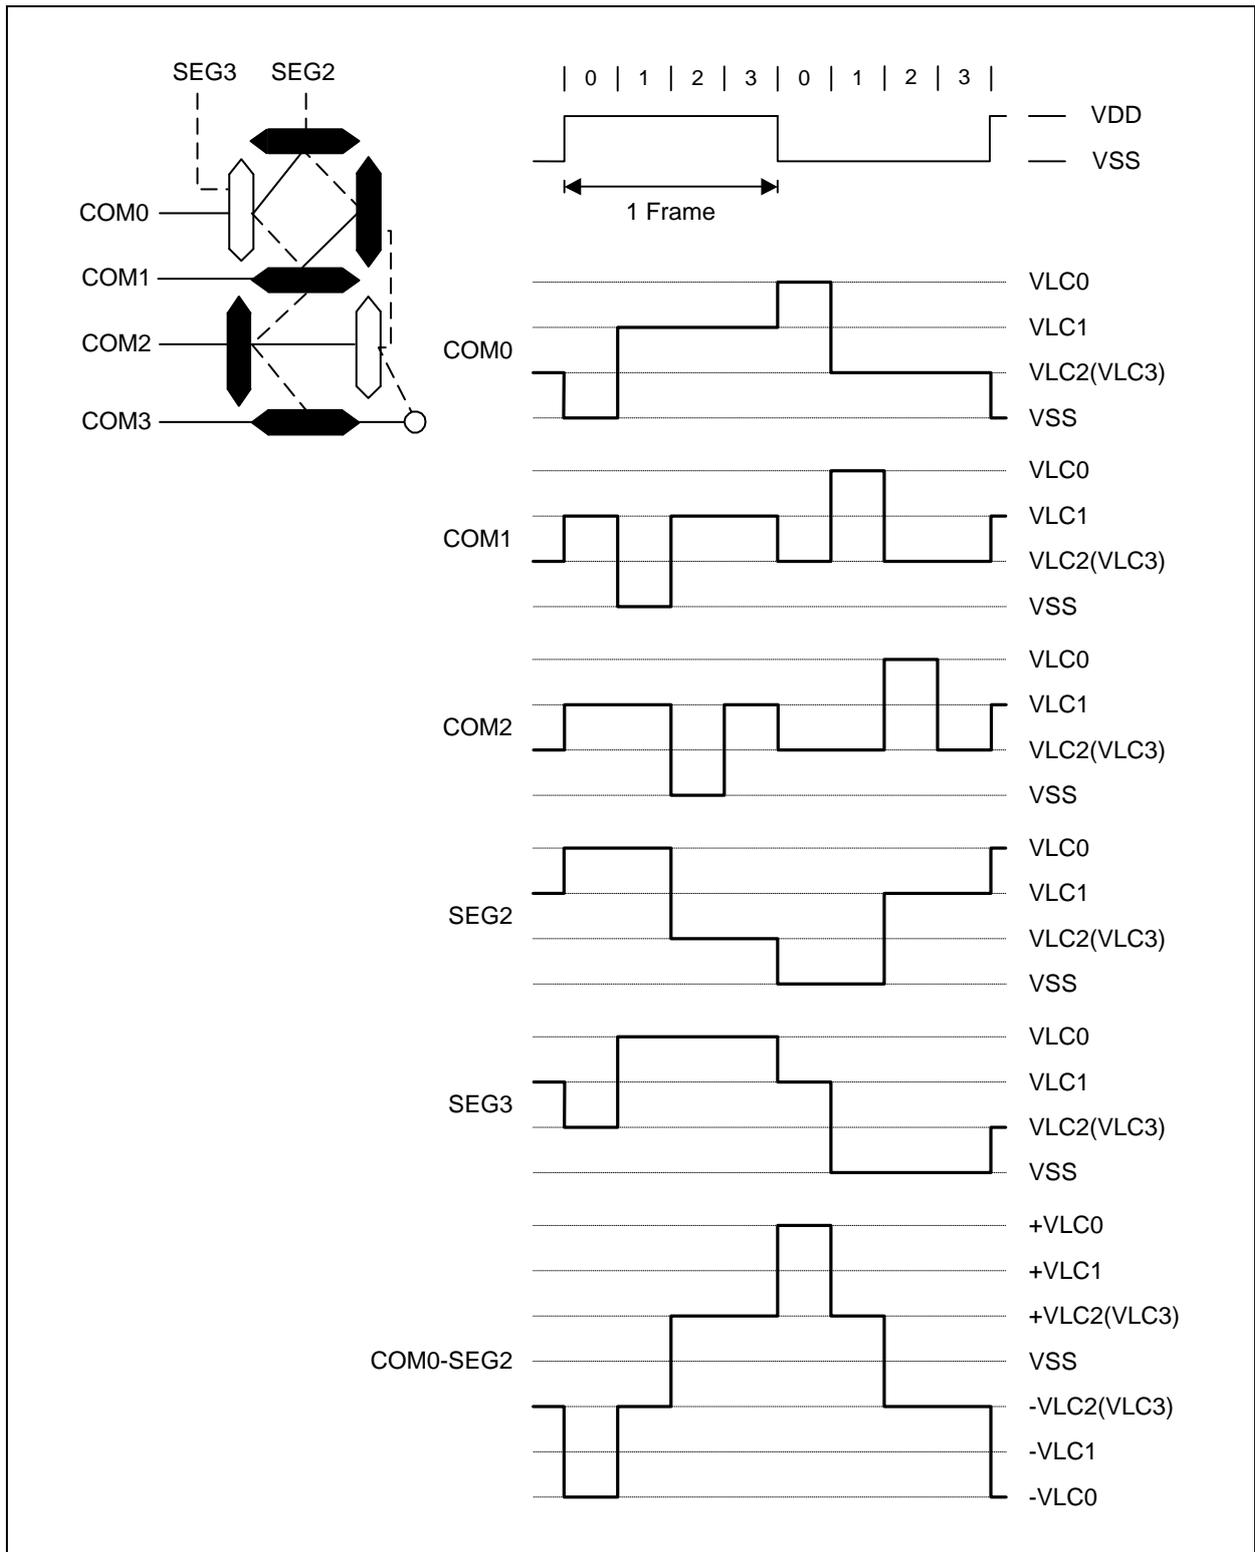 SEG3 SEG2
0 1 2 3 0 1 2 3
VDD
VSS
1 Frame
COM0
COM1
COM2
COM3
COM0
VLC0
VLC1
VLC2(VLC3)
VSS
COM1
VLC0
VLC1
VLC2(VLC3)
VSS
COM2
VLC0
VLC1
VLC2(VLC3)
VSS
SEG2
VLC0
VLC1
VLC2(VLC3)
VSS
SEG3
VLC0
VLC1
VLC2(VLC3)
VSS
COM0-SEG2
+VLC0
+VLC1
+VLC2(VLC3)
VSS
-VLC2(VLC3)
-VLC1
-VLC0